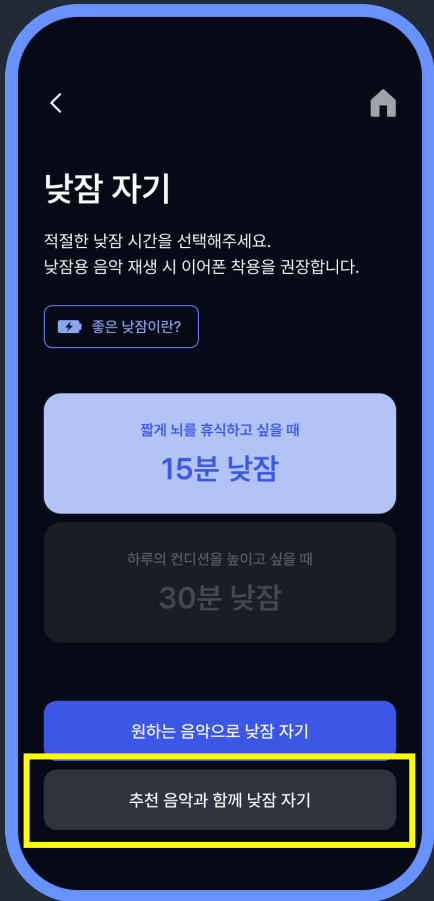 낮잠 자기
적절한 낮잠 시간을 선택해주세요.
낮잠용 음악 재생 시 이어폰 착용을 권장합니다.
좋은 낮잠이란?
짧게 뇌를 휴식하고 싶을 때
15분 낮잠
하루의 컨디션을 높이고 싶을 때
30분 낮잠
원하는 음악으로 낮잠 자기
추천 음악과 함께 낮잠 자기